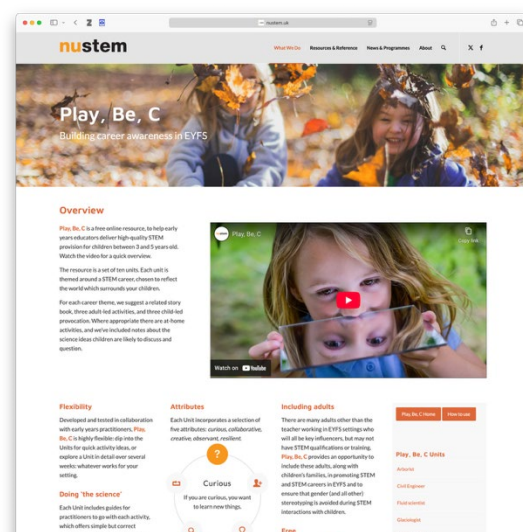 nustem.uk
nustem
What We Do
Resources & Reference
News & Programmes
About
Play, Be, C
Building career awareness in EYFS
Overview
Play, Be, C is a free online resource, to help early
years educators deliver high-quality STEM
provision for children between 3 and 5 years old.
Watch the video for a quick overview.
The resource is a set of ten units. Each unit is
themed around a STEM career, chosen to reflect
the world which surrounds your children.
For each career theme, we suggest a related story
book, three adult-led activities, and three child-led
provocation. Where appropriate there are at-home
activities, and we've included notes about the
science ideas children are likely to discuss and
question.
Play, Be, C
Copy link
Watch on YouTube
Flexibility
Developed and tested in collaboration
with early years practitioners, Play,
Be, C is highly flexible: dip into the
Units for quick activity ideas, or
explore a Unit in detail over several
weeks: whatever works for your
setting.
Doing 'the science'
Each Unit includes guides for
practitioners to go with each activity,
which offers simple but correct
Attributes
Each Unit incorporates a selection of
five attributes: curious, collaborative,
creative, observant, resilient.
?
Curious
If you are curious, you want
to learn new things.
Including adults
There are many adults other than the
teacher working in EYFS settings who
will all be key influencers, but may not
have STEM qualifications or training.
Play, Be, C provides an opportunity to
include these adults, along with
children's families, in promoting STEM
and STEM careers in EYFS and to
ensure that gender (and all other)
stereotyping is avoided during STEM
interactions with children.
Free
Play, Be, C Home
How to use
Play, Be, C Units
Arborist
Civil Engineer
Fluid scientist
Glaciologist